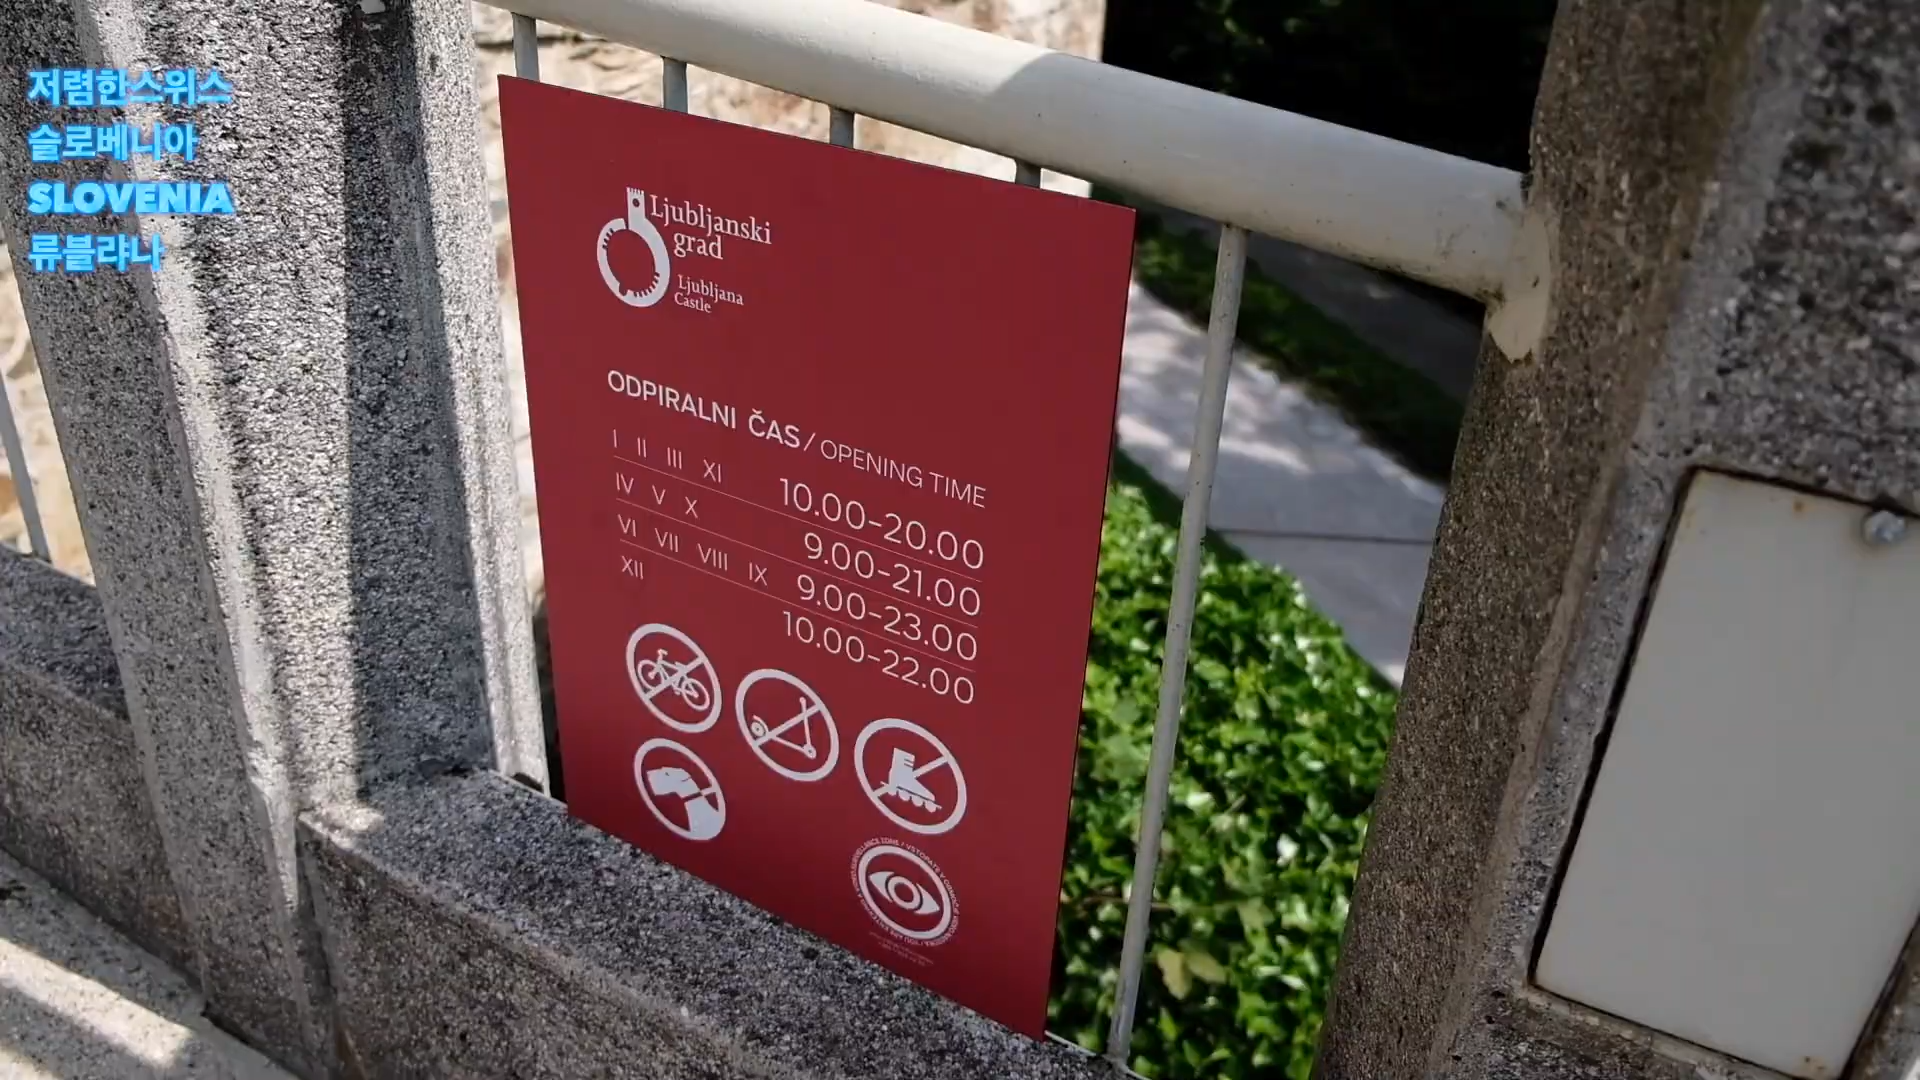 저렴한스위스
슬로베니아
SLOVENIA
류블랴나
Ljubljanski
grad
Ljubljana
Castle
ODPIRALNI ČAS / OPENING TIME
I II III XI 10.00-20.00
IV V X 9.00-21.00
VI VII VIII IX 9.00-23.00
XII 10.00-22.00